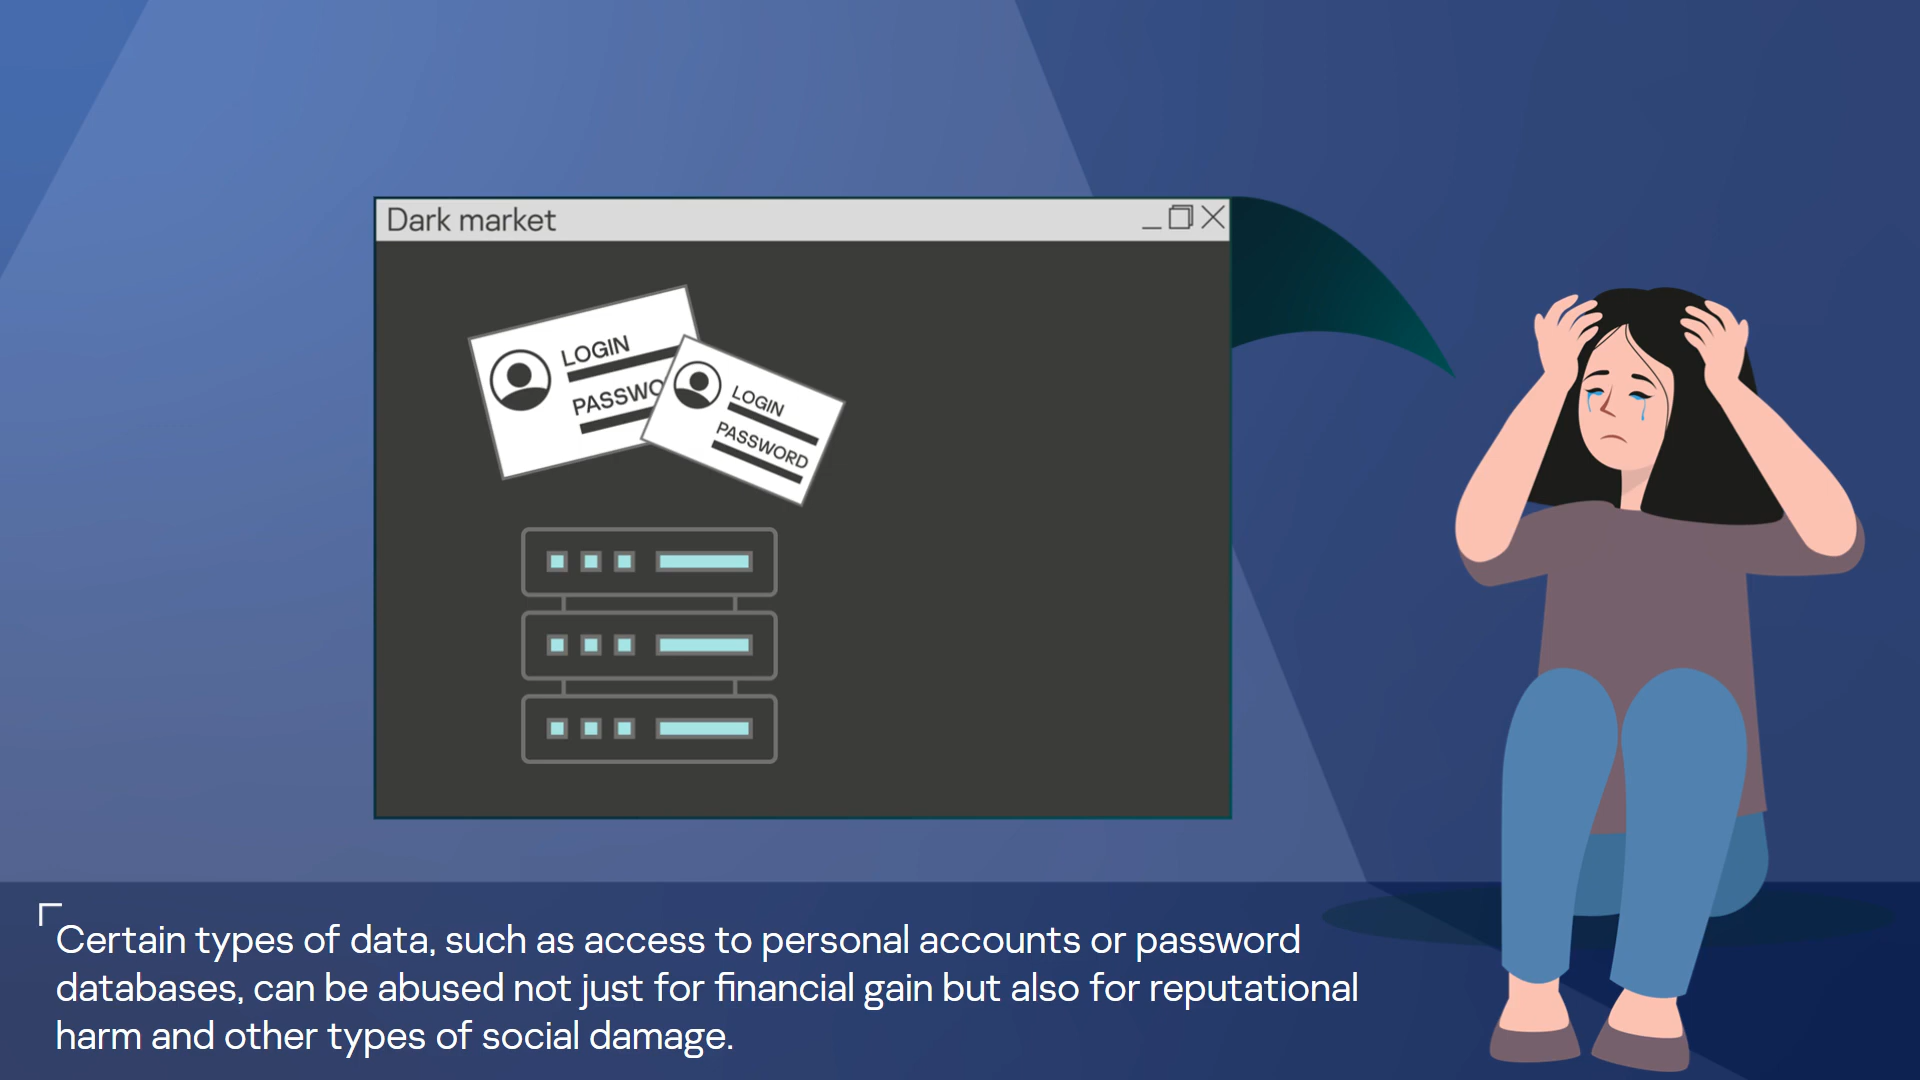 Dark market
LOGIN
PASSWO
LOGIN
PASSWORD
Certain types of data, such as access to personal accounts or password
databases, can be abused not just for financial gain but also for reputational
harm and other types of social damage.